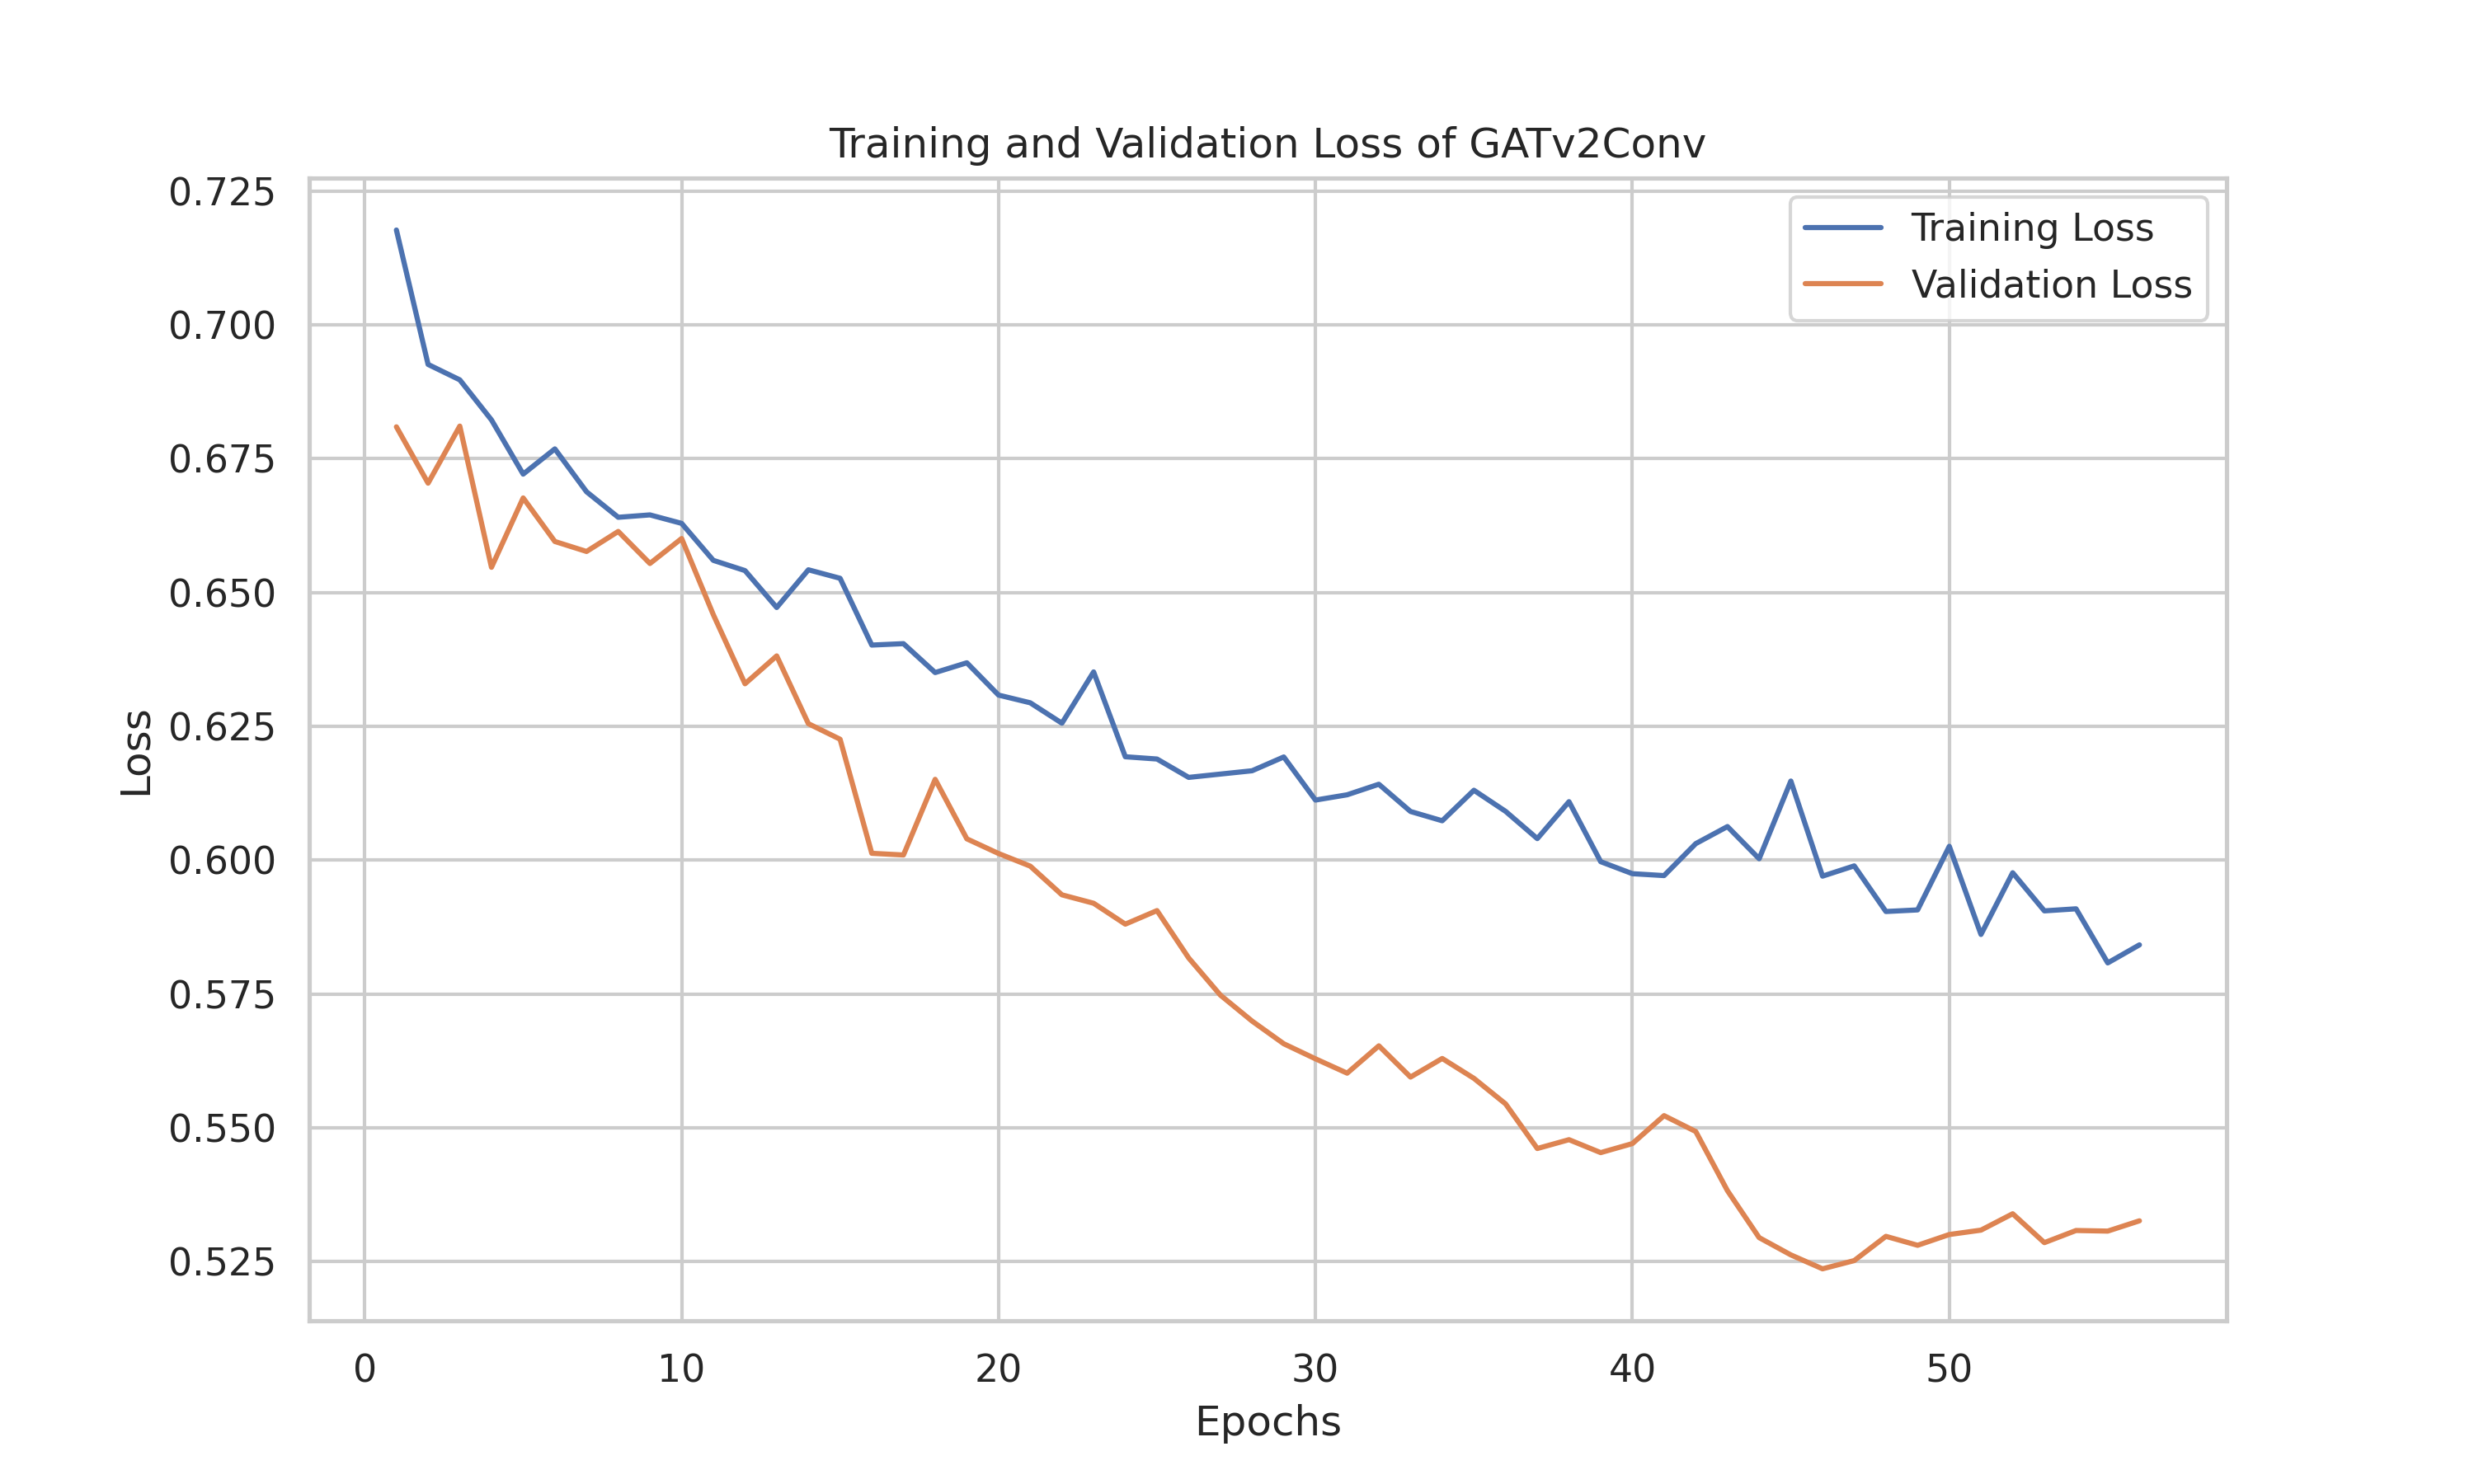 Training and Validation Loss of GATv2Conv
Training Loss
Validation Loss
0.725
0.700
0.675
0.650
0.625
0.600
0.575
0.550
0.525
Loss
0 10 20 30 40 50
Epochs